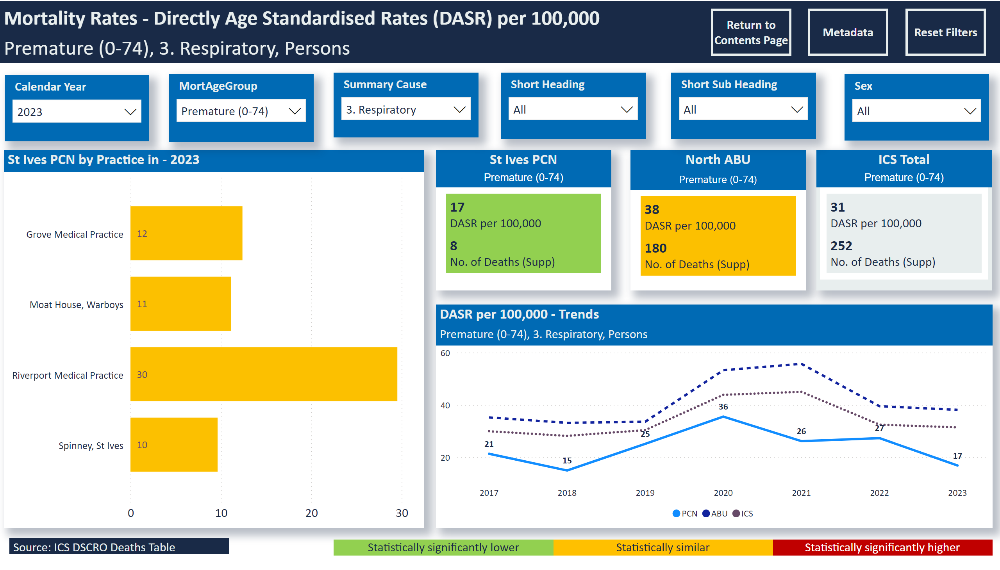 Mortality Rates - Directly Age Standardised Rates (DASR) per 100,000
Premature (0-74), 3. Respiratory, Persons
Return to
Contents Page
Metadata
Reset Filters
Calendar Year
2023
MortAgeGroup
Premature (0-74)
Summary Cause
3. Respiratory
Short Heading
All
Short Sub Heading
All
Sex
All
St Ives PCN by Practice in - 2023
Grove Medical Practice
12
Moat House, Warboys
11
Riverport Medical Practice
30
Spinney, St Ives
10
0
10
20
30
St Ives PCN
Premature (0-74)
17
DASR per 100,000
8
No. of Deaths (Supp)
North ABU
Premature (0-74)
38
DASR per 100,000
180
No. of Deaths (Supp)
ICS Total
Premature (0-74)
31
DASR per 100,000
252
No. of Deaths (Supp)
DASR per 100,000 - Trends
Premature (0-74), 3. Respiratory, Persons
60
40
20
21
15
25
36
26
27
17
2017
2018
2019
2020
2021
2022
2023
PCN
ABU
ICS
Source: ICS DSCRO Deaths Table
Statistically significantly lower
Statistically similar
Statistically significantly higher